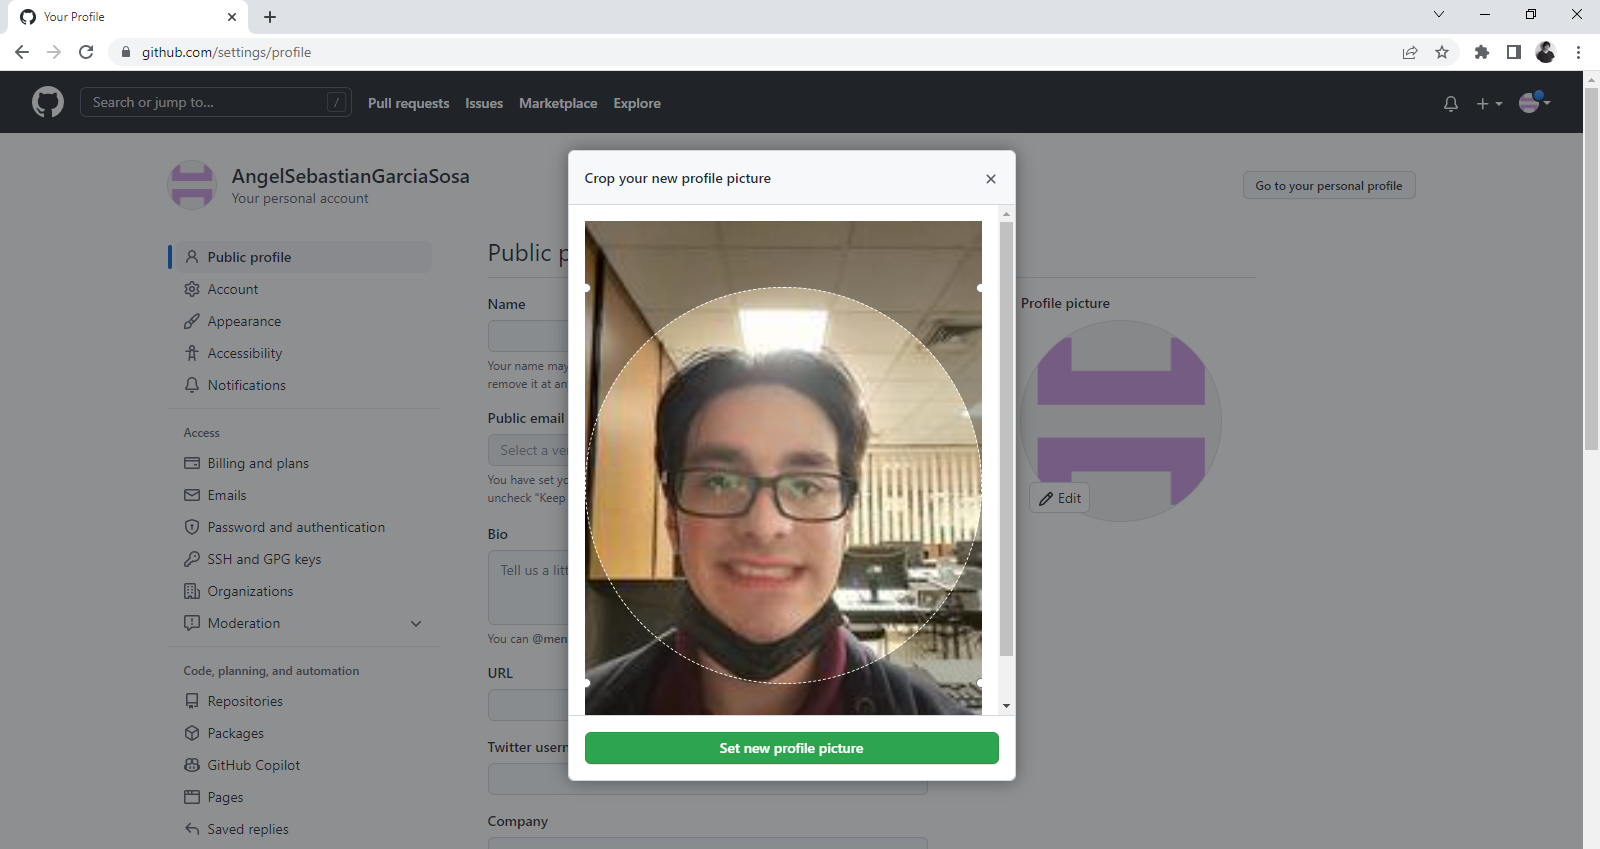 Your Profile
github.com/settings/profile
Search or jump to...
/
Pull requests
Issues
Marketplace
Explore
AngelSebastianGarciaSosa
Your personal account
Go to your personal profile
Public profile
Account
Appearance
Accessibility
Notifications
Access
Billing and plans
Emails
Password and authentication
SSH and GPG keys
Organizations
Moderation
Code, planning, and automation
Repositories
Packages
GitHub Copilot
Pages
Saved replies
Public p
Name
Your name may
remove it at an
Public email
Select a ve
You have set yo
uncheck "Keep
Bio
Tell us a litt
You can @men
URL
Twitter usern
Company
Crop your new profile picture
Set new profile picture
Profile picture
Edit